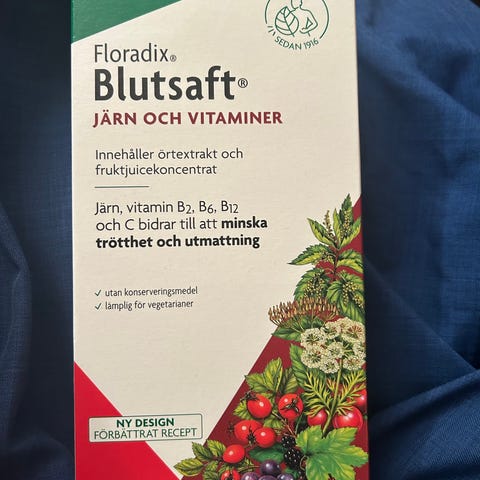 SEDAN 1916
Floradix®
Blutsaft®
JÄRN OCH VITAMINER
Innehåller örtextrakt och
fruktjuicekoncentrat
Järn, vitamin B2, B6, B12
och C bidrar till att minska
trötthet och utmattning
✓ utan konserveringsmedel
✓ lämplig för vegetarianer
NY DESIGN
FÖRBÄTTRAT RECEPT